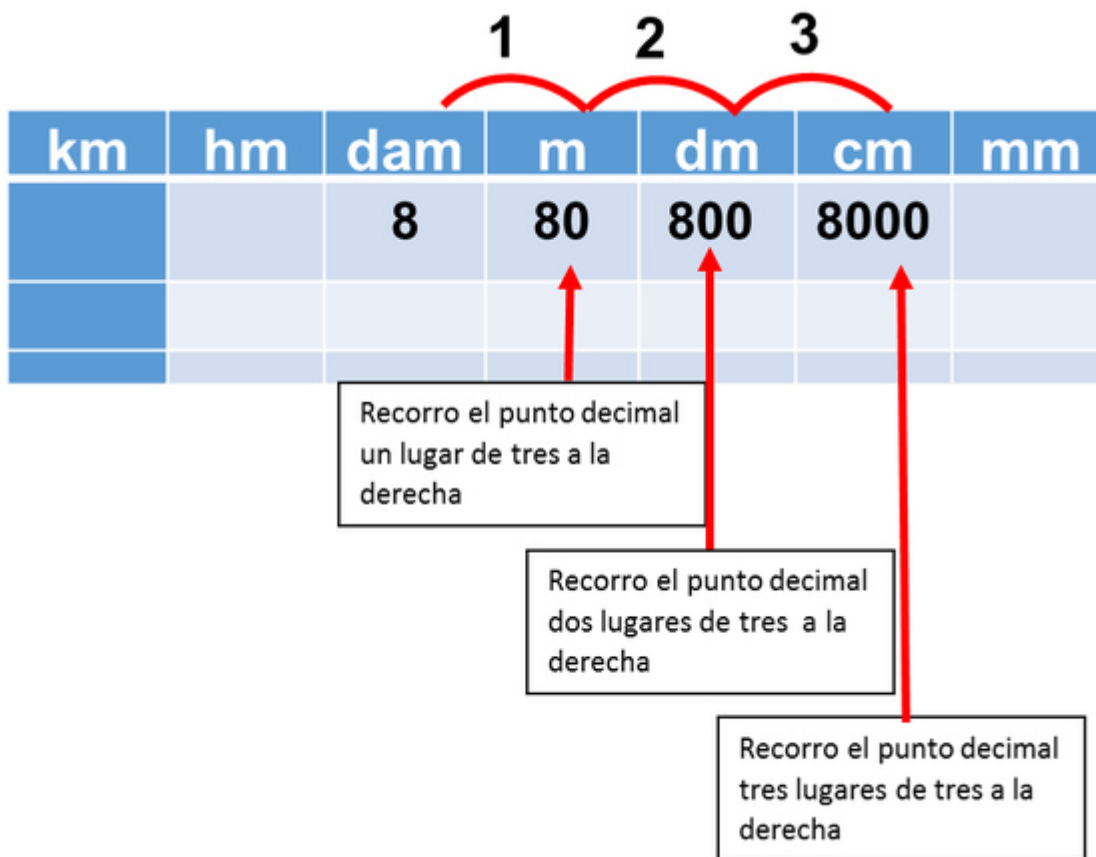 1 2 3
km hm dam m dm cm mm
8 80 800 8000
Recorro el punto decimal
un lugar de tres a la
derecha
Recorro el punto decimal
dos lugares de tres a la
derecha
Recorro el punto decimal
tres lugares de tres a la
derecha